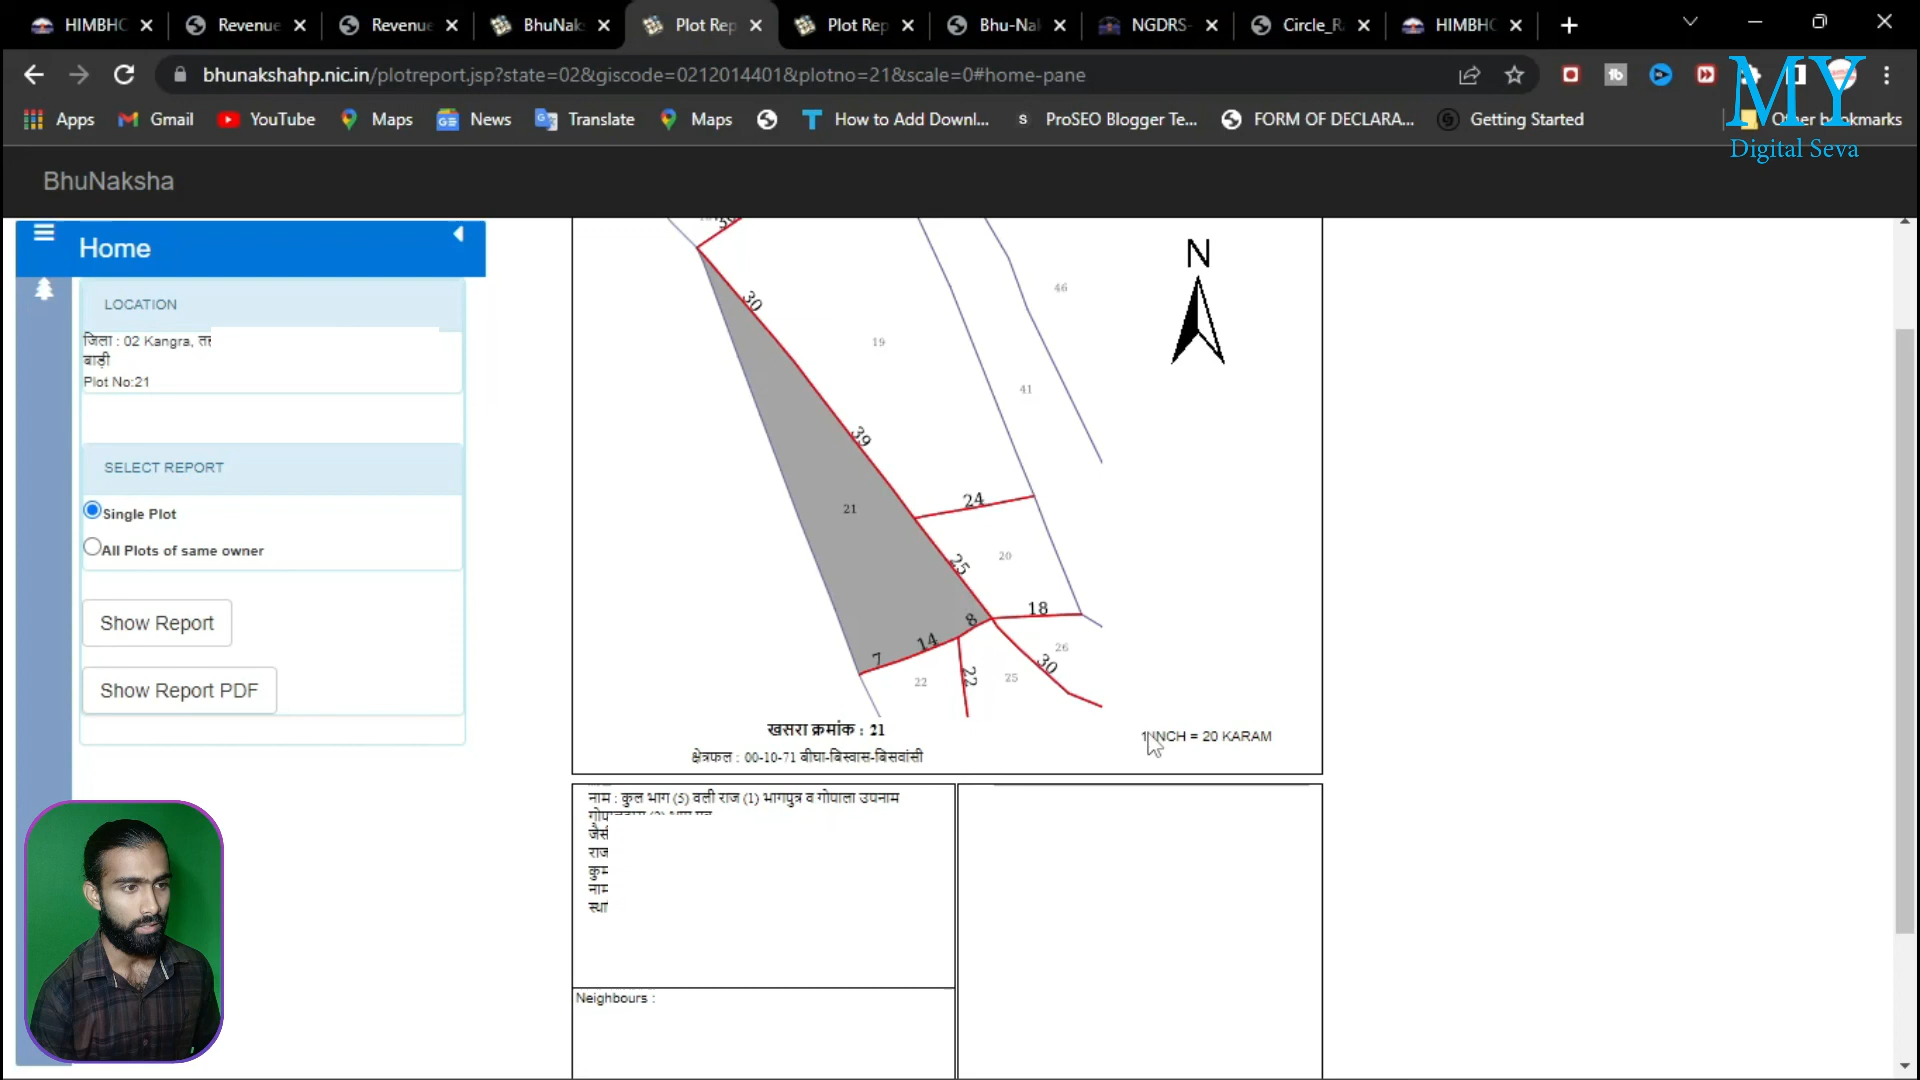 HIMBHC
Revenue
Revenue
BhuNak
Plot Rep
Plot Rep
Bhu-Nal
NGDRS-
Circle_R
HIMBHC
bhunakshahp.nic.in/plotreport.jsp?state=02&giscode=0212014401&plotno=21&scale=0#home-pane
Apps
Gmail
YouTube
Maps
News
Translate
Maps
How to Add Downl...
ProSEO Blogger Te...
FORM OF DECLARA...
Getting Started
Other bookmarks
MY
Digital Seva
BhuNaksha
Home
LOCATION
जिला : 02 Kangra,
बाड़ी
Plot No:21
SELECT REPORT
Single Plot
All Plots of same owner
Show Report
Show Report PDF
N
30
46
19
41
39
24
21
20
25
18
8
14
7
26
30
22
25
22
खसरा क्रमांक : 21
क्षेत्रफल : 00-10-71 बीघा-बिस्वास-बिसवांसी
1 INCH = 20 KARAM
नाम : कुल भाग (5) वली राज (1) भागपुत्र व गोपाला उपनाम
Neighbours :